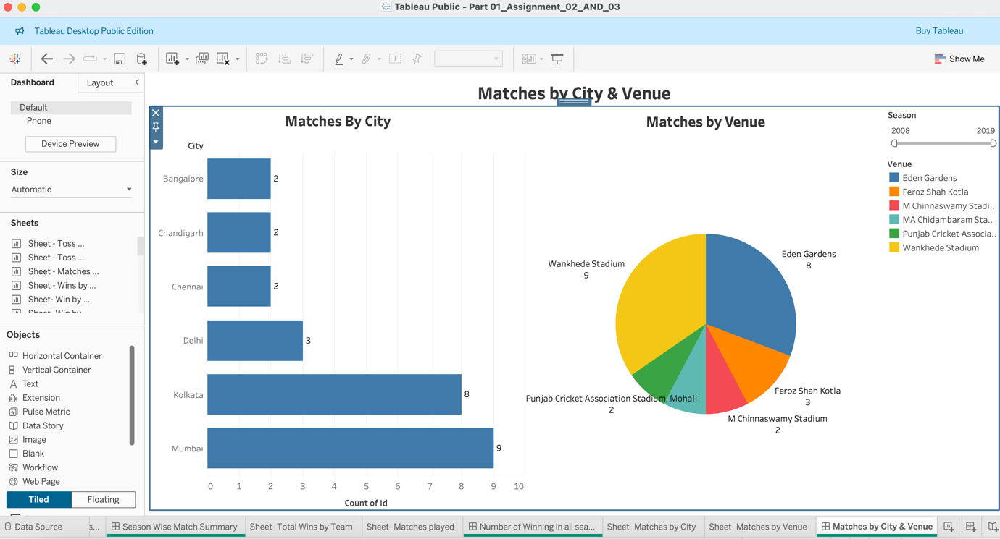 Tableau Public - Part 01_Assignment_02_AND_03
Tableau Desktop Public Edition
Buy Tableau
Show Me
Dashboard
Layout
Default
Phone
Device Preview
Size
Automatic
Sheets
Sheet - Toss ...
Sheet - Toss ...
Sheet - Matches ...
Sheet - Wins by ...
Sheet- Win by ...
Objects
Horizontal Container
Vertical Container
Text
Extension
Pulse Metric
Data Story
Image
Blank
Workflow
Web Page
Tiled
Floating
Matches by City & Venue
Matches By City
City
Bangalore
2
Chandigarh
2
Chennai
2
Delhi
3
Kolkata
8
Mumbai
9
0 1 2 3 4 5 6 7 8 9 10
Count of Id
Matches by Venue
Wankhede Stadium
9
Eden Gardens
8
Feroz Shah Kotla
3
M Chinnaswamy Stadium
2
Punjab Cricket Association Stadium, Mohali
2
Season
2008 2019
Venue
Eden Gardens
Feroz Shah Kotla
M Chinnaswamy Stadi..
MA Chidambaram Sta..
Punjab Cricket Associa..
Wankhede Stadium
Data Source
s...
Season Wise Match Summary
Sheet- Total Wins by Team
Sheet- Matches played
Number of Winning in all sea...
Sheet- Matches by City
Sheet- Matches by Venue
Matches by City & Venue